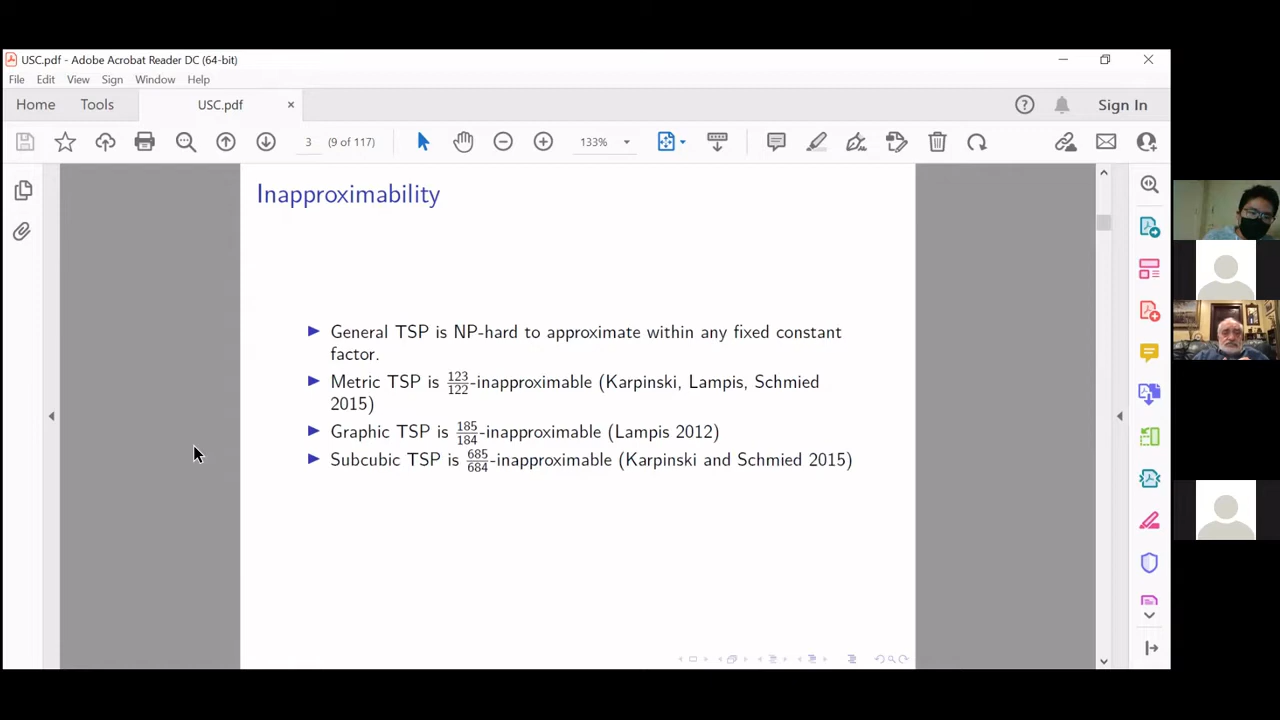 USC.pdf - Adobe Acrobat Reader DC (64-bit)
File Edit View Sign Window Help
Home Tools USC.pdf × Sign In
3 (9 of 117) 133%
Inapproximability
▶ General TSP is NP-hard to approximate within any fixed constant
factor.
▶ Metric TSP is 123/122-inapproximable (Karpinski, Lampis, Schmied
2015)
▶ Graphic TSP is 185/184-inapproximable (Lampis 2012)
▶ Subcubic TSP is 685/684-inapproximable (Karpinski and Schmied 2015)